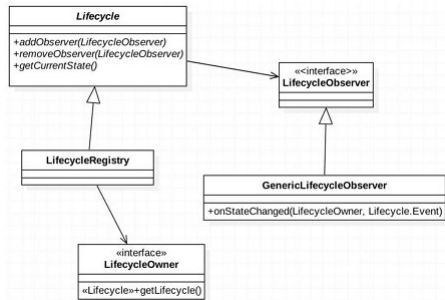 Lifecycle
+addObserver(LifecycleObserver)
+removeObserver(LifecycleObserver)
+getCurrentState()
«<interface>»
LifecycleObserver
LifecycleRegistry
GenericLifecycleObserver
+onStateChanged(LifecycleOwner, Lifecycle.Event)
«interface»
LifecycleOwner
«Lifecycle»+getLifecycle()